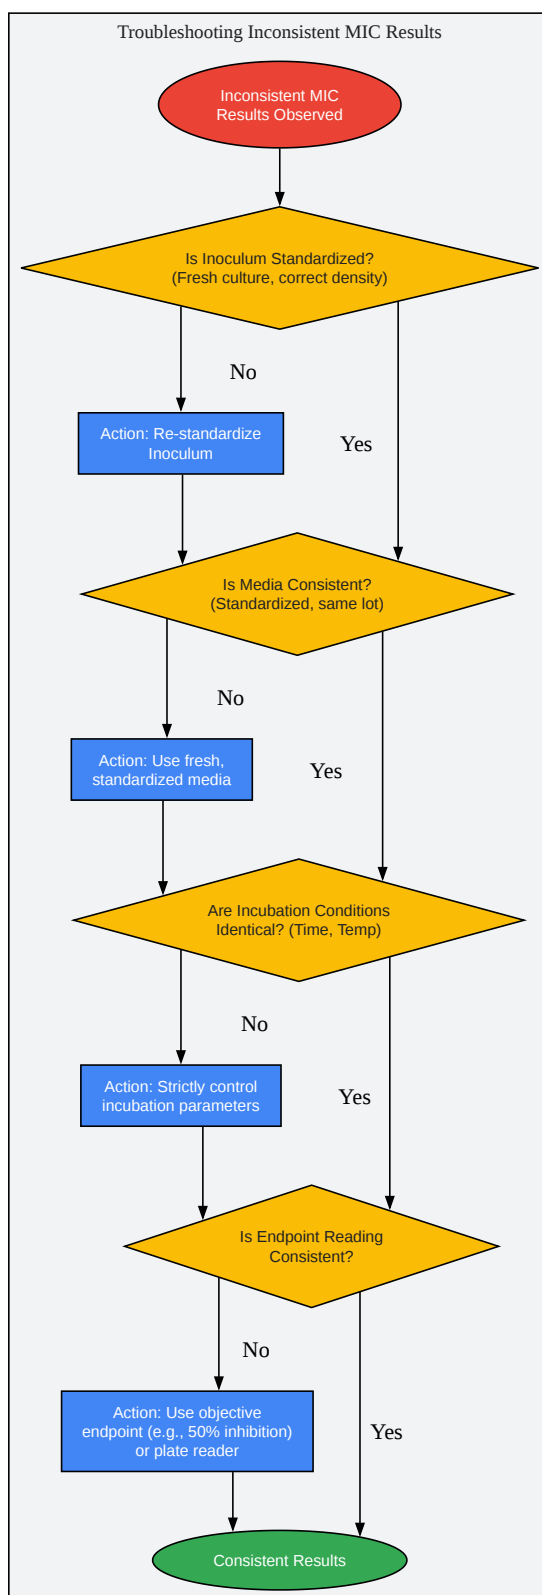 Troubleshooting Inconsistent MIC Results
Inconsistent MIC
Results Observed
Is Inoculum Standardized?
(Fresh culture, correct density)
No
Action: Re-standardize
Inoculum
Yes
Is Media Consistent?
(Standardized, same lot)
No
Action: Use fresh,
standardized media
Yes
Are Incubation Conditions
Identical? (Time, Temp)
No
Action: Strictly control
incubation parameters
Yes
Is Endpoint Reading
Consistent?
No
Action: Use objective
endpoint (e.g., 50% inhibition)
or plate reader
Yes
Consistent Results